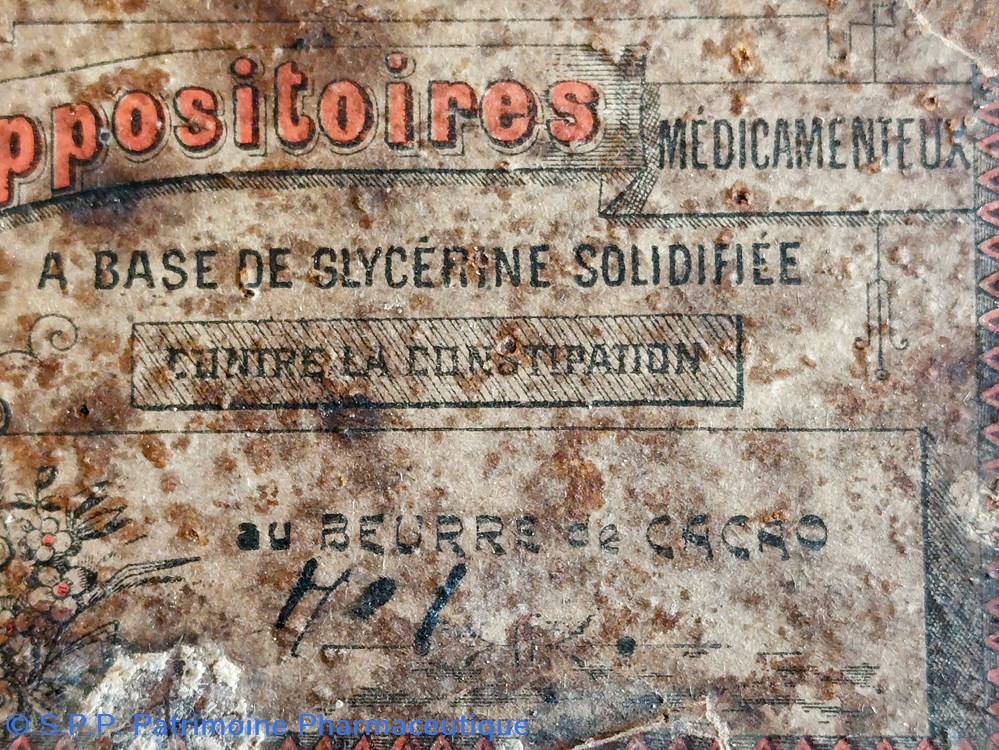 ppositoires
MÉDICAMENTEUX
A BASE DE GLYCÉRINE SOLIDIFIÉE
CONTRE LA CONSTIPATION
au BEURRE de CACAO
© S.P.P. Patrimoine Pharmaceutique